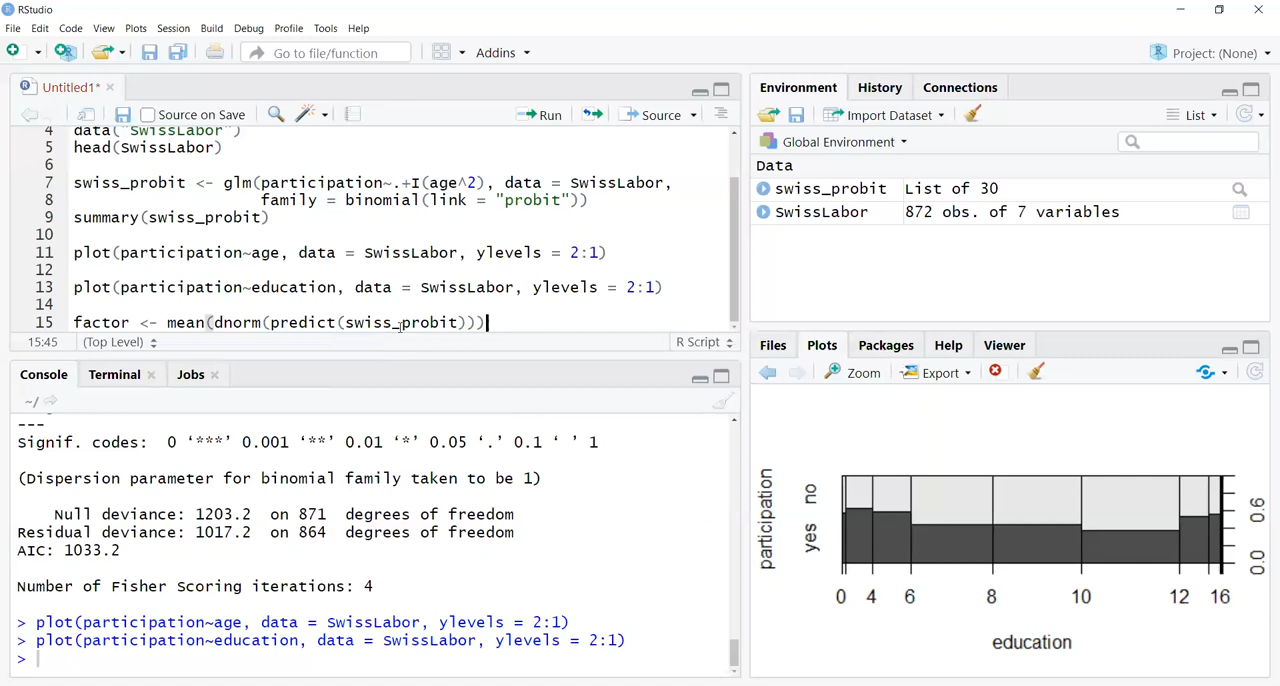 RStudio
File Edit Code View Plots Session Build Debug Profile Tools Help
Go to file/function Addins Project: (None)
Untitled1*
Source on Save Run Source
4 data("SwissLabor")
5 head(SwissLabor)
6
7 swiss_probit <- glm(participation~.+I(age^2), data = SwissLabor,
8 family = binomial(link = "probit"))
9 summary(swiss_probit)
10
11 plot(participation~age, data = SwissLabor, ylevels = 2:1)
12
13 plot(participation~education, data = SwissLabor, ylevels = 2:1)
14
15 factor <- mean(dnorm(predict(swiss_probit)))
15:45 (Top Level) R Script
Console Terminal Jobs
~/
---
Signif. codes: 0 ‘***’ 0.001 ‘**’ 0.01 ‘*’ 0.05 ‘.’ 0.1 ‘ ’ 1
(Dispersion parameter for binomial family taken to be 1)
Null deviance: 1203.2 on 871 degrees of freedom
Residual deviance: 1017.2 on 864 degrees of freedom
AIC: 1033.2
Number of Fisher Scoring iterations: 4
> plot(participation~age, data = SwissLabor, ylevels = 2:1)
> plot(participation~education, data = SwissLabor, ylevels = 2:1)
>
Environment History Connections
Import Dataset List
Global Environment
Data
swiss_probit List of 30
SwissLabor 872 obs. of 7 variables
Files Plots Packages Help Viewer
Zoom Export
participation
no
yes
0.6
0.0
0 4 6 8 10 12 16
education